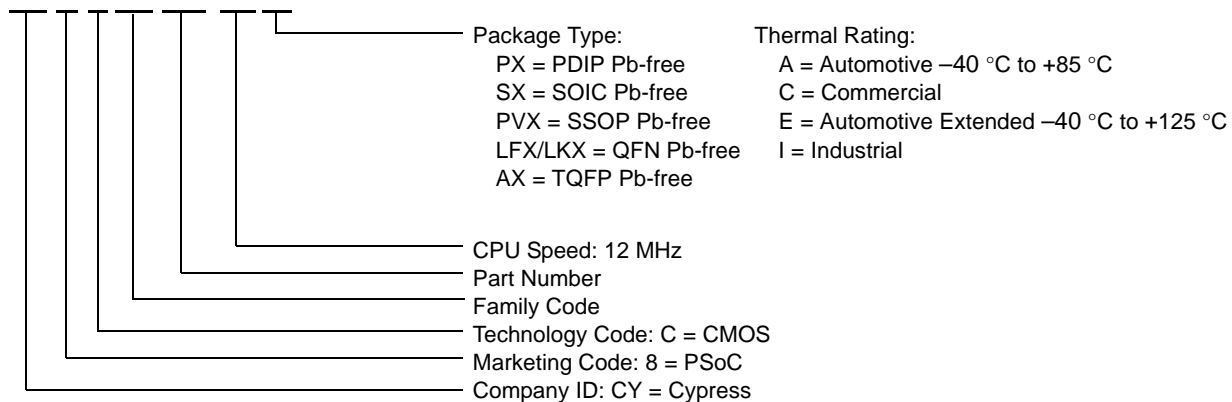 Package Type: Thermal Rating:
PX = PDIP Pb-free A = Automotive –40 °C to +85 °C
SX = SOIC Pb-free C = Commercial
PVX = SSOP Pb-free E = Automotive Extended –40 °C to +125 °C
LFX/LKX = QFN Pb-free I = Industrial
AX = TQFP Pb-free
CPU Speed: 12 MHz
Part Number
Family Code
Technology Code: C = CMOS
Marketing Code: 8 = PSoC
Company ID: CY = Cypress